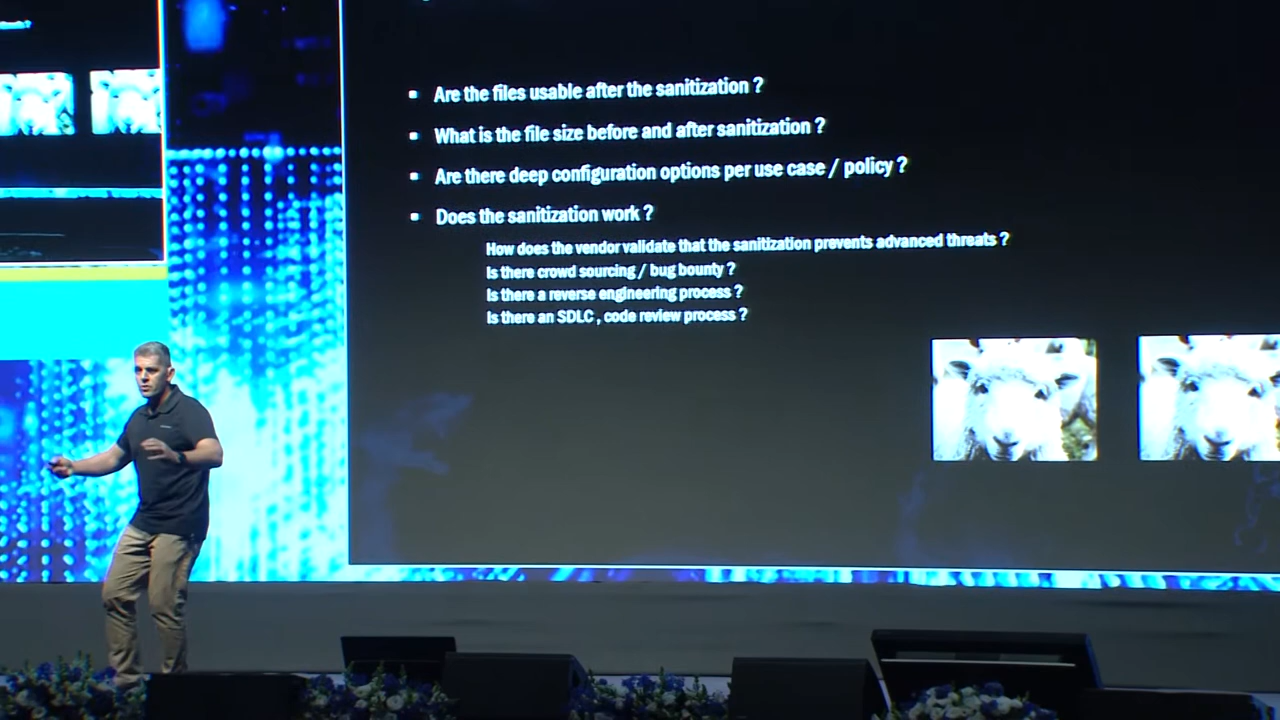 Are the files usable after the sanitization ?
What is the file size before and after sanitization ?
Are there deep configuration options per use case / policy ?
Does the sanitization work ?
How does the vendor validate that the sanitization prevents advanced threats ?
Is there crowd sourcing / bug bounty ?
Is there a reverse engineering process ?
Is there an SDLC , code review process ?